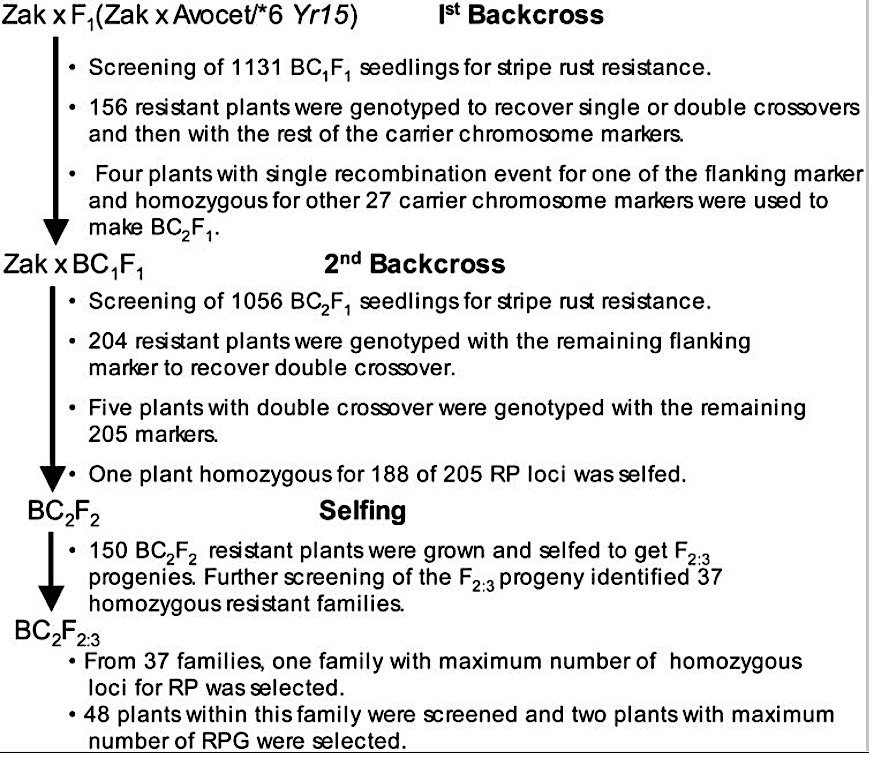 Zak x F₁(Zak x Avocet/*6 Yr15) Iˢᵗ Backcross
• Screening of 1131 BC₁F₁ seedlings for stripe rust resistance.
• 156 resistant plants were genotyped to recover single or double crossovers
and then with the rest of the carrier chromosome markers.
• Four plants with single recombination event for one of the flanking marker
and homozygous for other 27 carrier chromosome markers were used to
make BC₂F₁.
Zak x BC₁F₁ 2ⁿᵈ Backcross
• Screening of 1056 BC₂F₁ seedlings for stripe rust resistance.
• 204 resistant plants were genotyped with the remaining flanking
marker to recover double crossover.
• Five plants with double crossover were genotyped with the remaining
205 markers.
• One plant homozygous for 188 of 205 RP loci was selfed.
BC₂F₂ Selfing
• 150 BC₂F₂ resistant plants were grown and selfed to get F₂:₃
progenies. Further screening of the F₂:₃ progeny identified 37
homozygous resistant families.
BC₂F₂:₃
• From 37 families, one family with maximum number of homozygous
loci for RP was selected.
• 48 plants within this family were screened and two plants with maximum
number of RPG were selected.